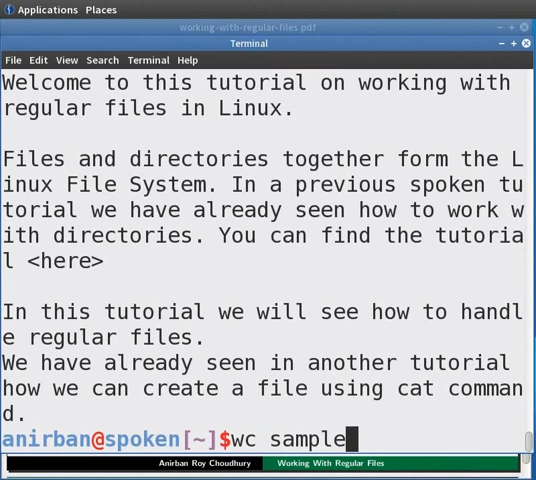 Applications Places
working-with-regular-files.pdf
Terminal
File Edit View Search Terminal Help
Welcome to this tutorial on working with
regular files in Linux.
Files and directories together form the L
inux File System. In a previous spoken tu
torial we have already seen how to work w
ith directories. You can find the tutoria
l <here>
In this tutorial we will see how to handl
e regular files.
We have already seen in another tutorial
how we can create a file using cat comman
d.
anirban@spoken[~]$wc sample
Anirban Roy Choudhury Working With Regular Files